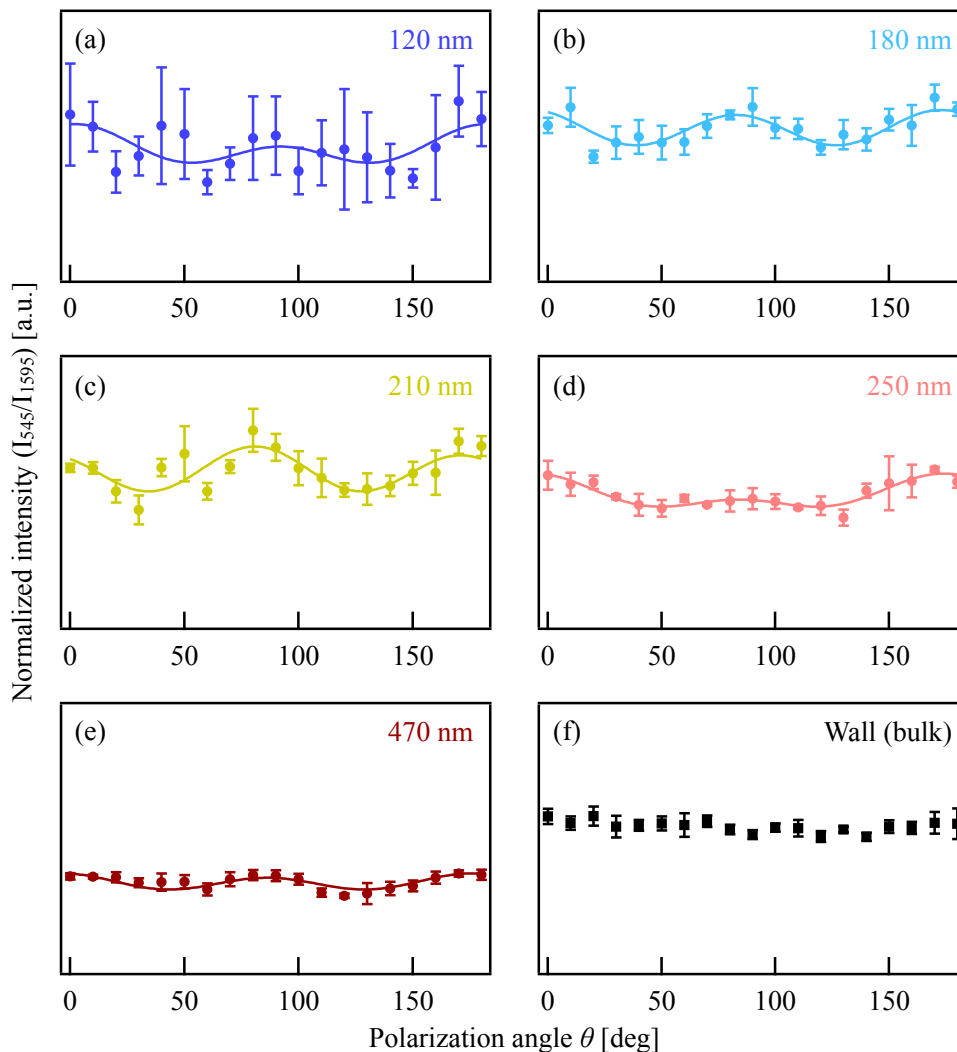 (a) 120 nm
(b) 180 nm
0 50 100 150
0 50 100 150
(c) 210 nm
(d) 250 nm
0 50 100 150
0 50 100 150
(e) 470 nm
(f) Wall (bulk)
0 50 100 150
0 50 100 150
Normalized intensity (I545/I1595) [a.u.]
Polarization angle θ [deg]